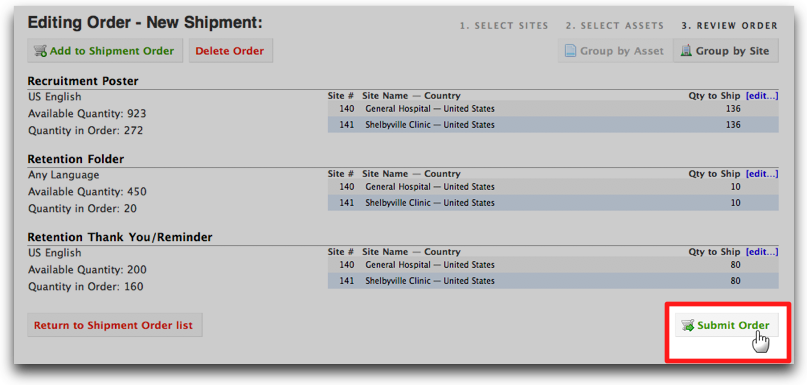 Editing Order - New Shipment:
1. SELECT SITES 2. SELECT ASSETS 3. REVIEW ORDER
Add to Shipment Order Delete Order Group by Asset Group by Site
Recruitment Poster
US English
Available Quantity: 923
Quantity in Order: 272
Site # Site Name — Country Qty to Ship [edit...]
140 General Hospital — United States 136
141 Shelbyville Clinic — United States 136
Retention Folder
Any Language
Available Quantity: 450
Quantity in Order: 20
Site # Site Name — Country Qty to Ship [edit...]
140 General Hospital — United States 10
141 Shelbyville Clinic — United States 10
Retention Thank You/Reminder
US English
Available Quantity: 200
Quantity in Order: 160
Site # Site Name — Country Qty to Ship [edit...]
140 General Hospital — United States 80
141 Shelbyville Clinic — United States 80
Return to Shipment Order list Submit Order